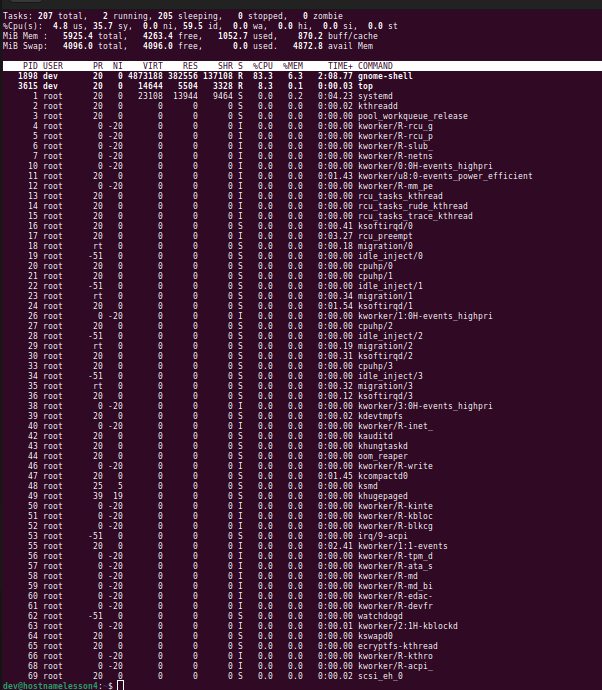 Tasks: 207 total,   2 running, 205 sleeping,   0 stopped,   0 zombie
%Cpu(s):  4.8 us, 35.7 sy,  0.0 ni, 59.5 id,  0.0 wa,  0.0 hi,  0.0 si,  0.0 st
MiB Mem :   5925.4 total,   4263.4 free,   1052.7 used,    870.2 buff/cache
MiB Swap:   4096.0 total,   4096.0 free,      0.0 used.   4872.8 avail Mem
PID USER      PR  NI    VIRT    RES    SHR S  %CPU  %MEM     TIME+ COMMAND
1898 dev       20   0 4873188 382556 137108 R  83.3   6.3   2:08.77 gnome-shell
3615 dev       20   0   14644   5504   3328 R   8.3   0.1   0:00.03 top
1 root      20   0   23108  13944   9464 S   0.0   0.2   0:04.23 systemd
2 root      20   0       0      0      0 S   0.0   0.0   0:00.02 kthreadd
3 root      20   0       0      0      0 S   0.0   0.0   0:00.00 pool_workqueue_release
4 root       0 -20       0      0      0 I   0.0   0.0   0:00.00 kworker/R-rcu_g
5 root       0 -20       0      0      0 I   0.0   0.0   0:00.00 kworker/R-rcu_p
6 root       0 -20       0      0      0 I   0.0   0.0   0:00.00 kworker/R-slub_
7 root       0 -20       0      0      0 I   0.0   0.0   0:00.00 kworker/R-netns
10 root       0 -20       0      0      0 I   0.0   0.0   0:00.00 kworker/0:0H-events_highpri
11 root      20   0       0      0      0 I   0.0   0.0   0:01.43 kworker/u8:0-events_power_efficient
12 root       0 -20       0      0      0 I   0.0   0.0   0:00.00 kworker/R-mm_pe
13 root      20   0       0      0      0 I   0.0   0.0   0:00.00 rcu_tasks_kthread
14 root      20   0       0      0      0 I   0.0   0.0   0:00.00 rcu_tasks_rude_kthread
15 root      20   0       0      0      0 I   0.0   0.0   0:00.00 rcu_tasks_trace_kthread
16 root      20   0       0      0      0 S   0.0   0.0   0:00.41 ksoftirqd/0
17 root      20   0       0      0      0 I   0.0   0.0   0:03.27 rcu_preempt
18 root      rt   0       0      0      0 S   0.0   0.0   0:00.18 migration/0
19 root     -51   0       0      0      0 S   0.0   0.0   0:00.00 idle_inject/0
20 root      20   0       0      0      0 S   0.0   0.0   0:00.00 cpuhp/0
21 root      20   0       0      0      0 S   0.0   0.0   0:00.00 cpuhp/1
22 root     -51   0       0      0      0 S   0.0   0.0   0:00.00 idle_inject/1
23 root      rt   0       0      0      0 S   0.0   0.0   0:00.34 migration/1
24 root      20   0       0      0      0 S   0.0   0.0   0:00.01 ksoftirqd/1
26 root       0 -20       0      0      0 I   0.0   0.0   0:00.00 kworker/1:0H-events_highpri
27 root      20   0       0      0      0 S   0.0   0.0   0:00.00 cpuhp/2
28 root     -51   0       0      0      0 S   0.0   0.0   0:00.00 idle_inject/2
29 root      rt   0       0      0      0 S   0.0   0.0   0:00.19 migration/2
30 root      20   0       0      0      0 S   0.0   0.0   0:00.31 ksoftirqd/2
33 root      20   0       0      0      0 S   0.0   0.0   0:00.00 cpuhp/3
34 root     -51   0       0      0      0 S   0.0   0.0   0:00.00 idle_inject/3
35 root      rt   0       0      0      0 S   0.0   0.0   0:00.32 migration/3
36 root      20   0       0      0      0 S   0.0   0.0   0:00.12 ksoftirqd/3
38 root       0 -20       0      0      0 I   0.0   0.0   0:00.00 kworker/3:0H-events_highpri
39 root      20   0       0      0      0 S   0.0   0.0   0:00.02 kdevtmpfs
40 root       0 -20       0      0      0 I   0.0   0.0   0:00.00 kworker/R-inet_
42 root      20   0       0      0      0 S   0.0   0.0   0:00.00 kauditd
43 root      20   0       0      0      0 S   0.0   0.0   0:00.00 khungtaskd
44 root      20   0       0      0      0 S   0.0   0.0   0:00.00 oom_reaper
46 root       0 -20       0      0      0 I   0.0   0.0   0:00.00 kworker/R-write
47 root      20   0       0      0      0 S   0.0   0.0   0:01.45 kcompactd0
48 root      25   5       0      0      0 S   0.0   0.0   0:00.00 ksmd
49 root      39  19       0      0      0 S   0.0   0.0   0:00.00 khugepaged
50 root       0 -20       0      0      0 I   0.0   0.0   0:00.00 kworker/R-kinte
51 root       0 -20       0      0      0 I   0.0   0.0   0:00.00 kworker/R-kbloc
52 root       0 -20       0      0      0 I   0.0   0.0   0:00.00 kworker/R-blkcg
53 root     -51   0       0      0      0 S   0.0   0.0   0:00.00 irq/9-acpi
55 root      20   0       0      0      0 I   0.0   0.0   0:02.41 kworker/1:1-events
56 root       0 -20       0      0      0 I   0.0   0.0   0:00.00 kworker/R-tpm_d
57 root       0 -20       0      0      0 I   0.0   0.0   0:00.00 kworker/R-ata_s
58 root       0 -20       0      0      0 I   0.0   0.0   0:00.00 kworker/R-md
59 root       0 -20       0      0      0 I   0.0   0.0   0:00.00 kworker/R-md_bi
60 root       0 -20       0      0      0 I   0.0   0.0   0:00.00 kworker/R-edac-
61 root       0 -20       0      0      0 I   0.0   0.0   0:00.00 kworker/R-devfr
62 root     -51   0       0      0      0 S   0.0   0.0   0:00.00 watchdogd
63 root       0 -20       0      0      0 I   0.0   0.0   0:00.01 kworker/2:1H-kblockd
64 root      20   0       0      0      0 S   0.0   0.0   0:00.00 kswapd0
65 root      20   0       0      0      0 S   0.0   0.0   0:00.00 ecryptfs-kthread
66 root       0 -20       0      0      0 I   0.0   0.0   0:00.00 kworker/R-kthro
68 root       0 -20       0      0      0 I   0.0   0.0   0:00.00 kworker/R-acpi_
69 root      20   0       0      0      0 S   0.0   0.0   0:00.02 scsi_eh_0
dev@hostnamelesson4: $